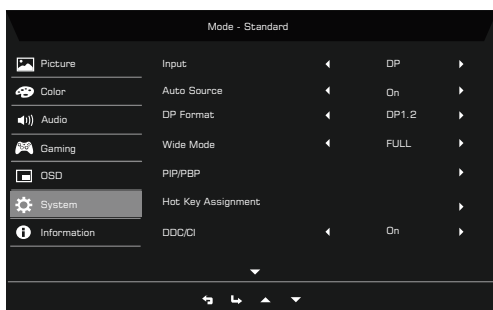 Mode - Standard
Picture
Color
Audio
Gaming
OSD
System
Information
Input DP
Auto Source On
DP Format DP1.2
Wide Mode FULL
PIP/PBP
Hot Key Assignment
DDC/CI On